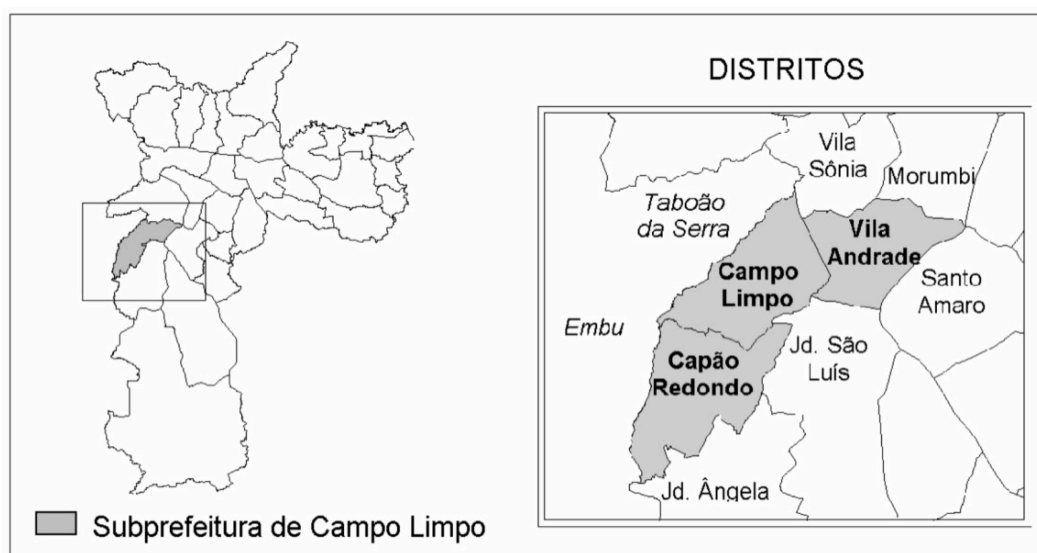 DISTRITOS
Vila
Sônia
Morumbi
Taboão
da Serra
Vila
Andrade
Campo
Limpo
Santo
Amaro
Embu
Jd. São
Luís
Capão
Redondo
Jd. Ângela
Subprefeitura de Campo Limpo